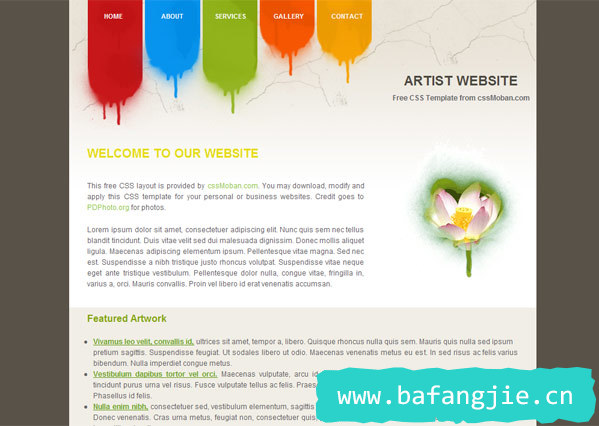 HOME
ABOUT
SERVICES
GALLERY
CONTACT
ARTIST WEBSITE
Free CSS Template from cssMoban.com
WELCOME TO OUR WEBSITE
This free CSS layout is provided by cssMoban.com. You may download, modify and
apply this CSS template for your personal or business websites. Credit goes to
PDPhoto.org for photos.
Lorem ipsum dolor sit amet, consectetuer adipiscing elit. Nunc quis sem nec tellus
blandit tincidunt. Duis vitae velit sed dui malesuada dignissim. Donec mollis aliquet
ligula. Maecenas adipiscing elementum ipsum. Pellentesque vitae magna. Sed nec
est. Suspendisse a nibh tristique justo rhoncus volutpat. Suspendisse vitae neque
eget ante tristique vestibulum. Pellentesque dolor nulla, congue vitae, fringilla in,
varius a, orci. Mauris convallis. Proin vel libero id erat venenatis accumsan.
Featured Artwork
Vivamus leo velit, convallis id, ultrices sit amet, tempor a, libero. Quisque rhoncus nulla quis sem. Mauris quis nulla sed ipsum
pretium sagittis. Suspendisse feugiat. Ut sodales libero ut odio. Maecenas venenatis metus eu est. In sed risus ac felis varius
bibendum. Nulla imperdiet congue metus.
Vestibulum dapibus tortor vel orci. Maecenas vulputate, arcu id
tincidunt purus urna vel risus. Fusce vulputate tellus ac felis.
Phasellus id felis.
Nulla enim nibh, consectetuer sed, vestibulum elementum, sagittis
Donec venenatis. Cras urna metus, feugiat non, consectetuer quis
www.bafangjie.cn